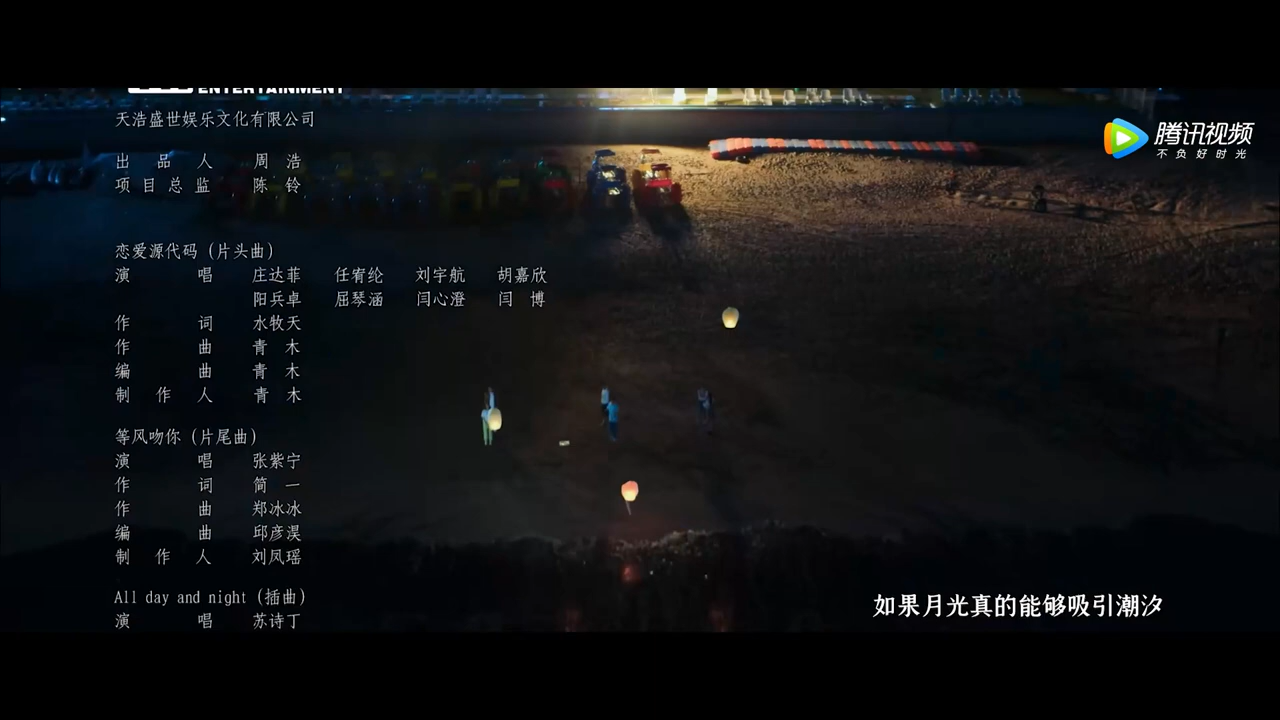 ENTERTAINMENT
天浩盛世娱乐文化有限公司
腾讯视频
不负好时光
出 品 人 周 浩
项 目 总 监 陈 铃
恋爱源代码（片头曲）
演 唱 庄达菲 任宥纶 刘宇航 胡嘉欣
阳兵卓 屈琴涵 闫心澄 闫 博
作 词 水牧天
作 曲 青 木
编 曲 青 木
制 作 人 青 木
等风吻你（片尾曲）
演 唱 张紫宁
作 词 简 一
作 曲 郑冰冰
编 曲 邱彦淏
制 作 人 刘凤瑶
All day and night（插曲）
演 唱 苏诗丁
如果月光真的能够吸引潮汐